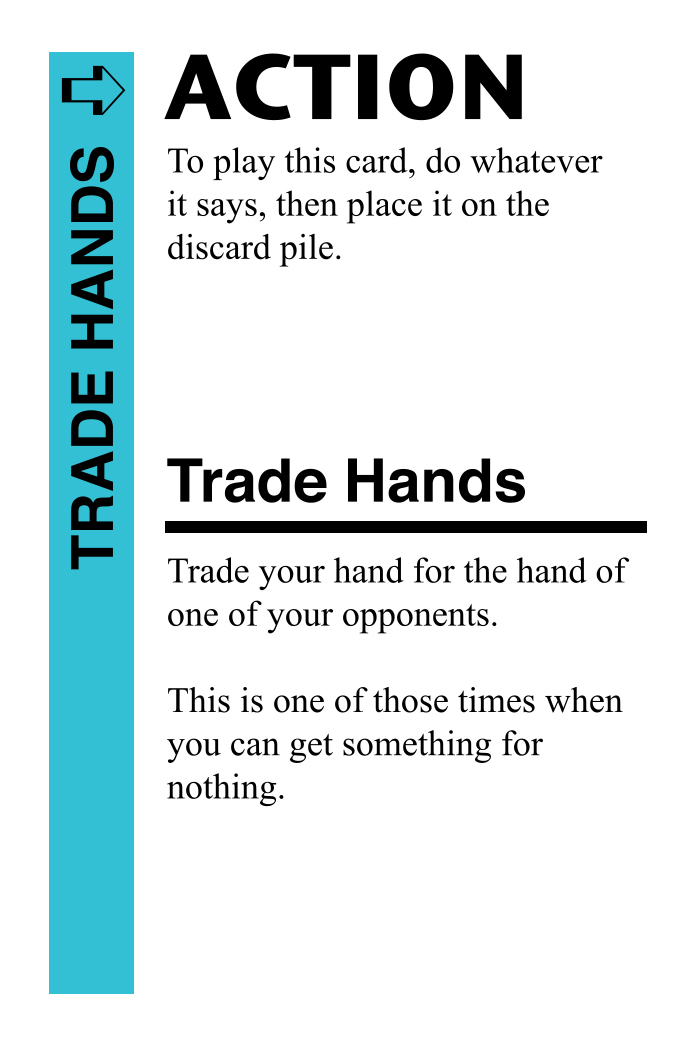 TRADE HANDS
ACTION
To play this card, do whatever
it says, then place it on the
discard pile.
Trade Hands
Trade your hand for the hand of
one of your opponents.
This is one of those times when
you can get something for
nothing.